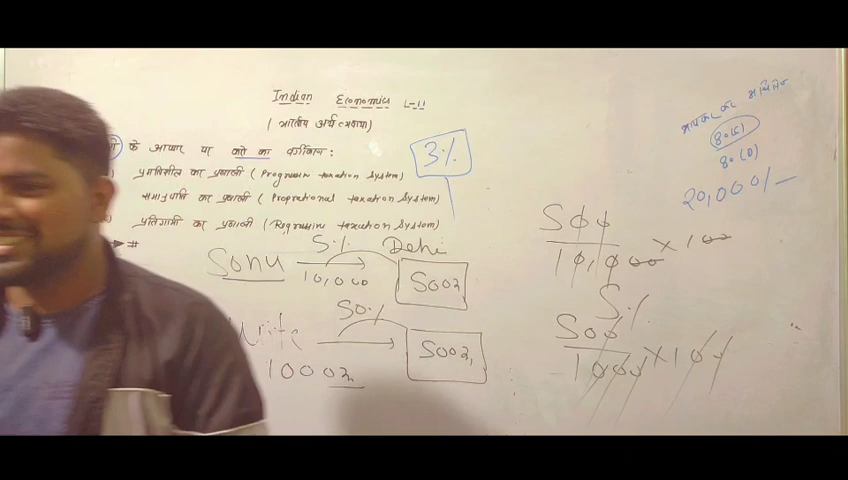 Indian Economics L-11
(भारतीय अर्थव्यवस्था)
के आधार पर करो का वर्गीकरण :
प्रगतिशील कर प्रणाली (Progressive taxation System)
समानुपाति कर प्रणाली (Proprotional taxation System)
प्रतिगामी कर प्रणाली (Regressive taxation System)
#
3%
80(C)
80(D)
20,000/-
Sonu 5% Delhi
10,000
500₹
50%
1000₹
500₹
500
10,000 × 100
5%
500
1000 × 100